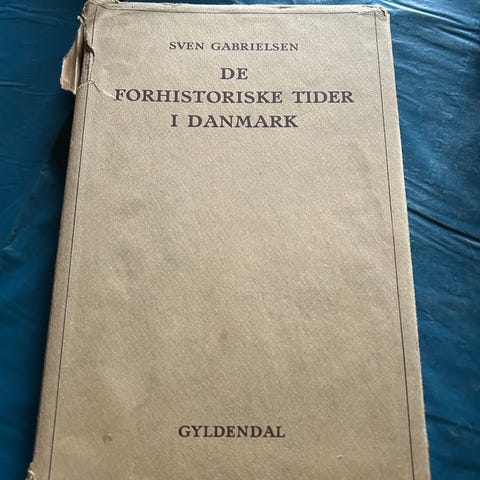 SVEN GABRIELSEN
DE
FORHISTORISKE TIDER
I DANMARK
GYLDENDAL